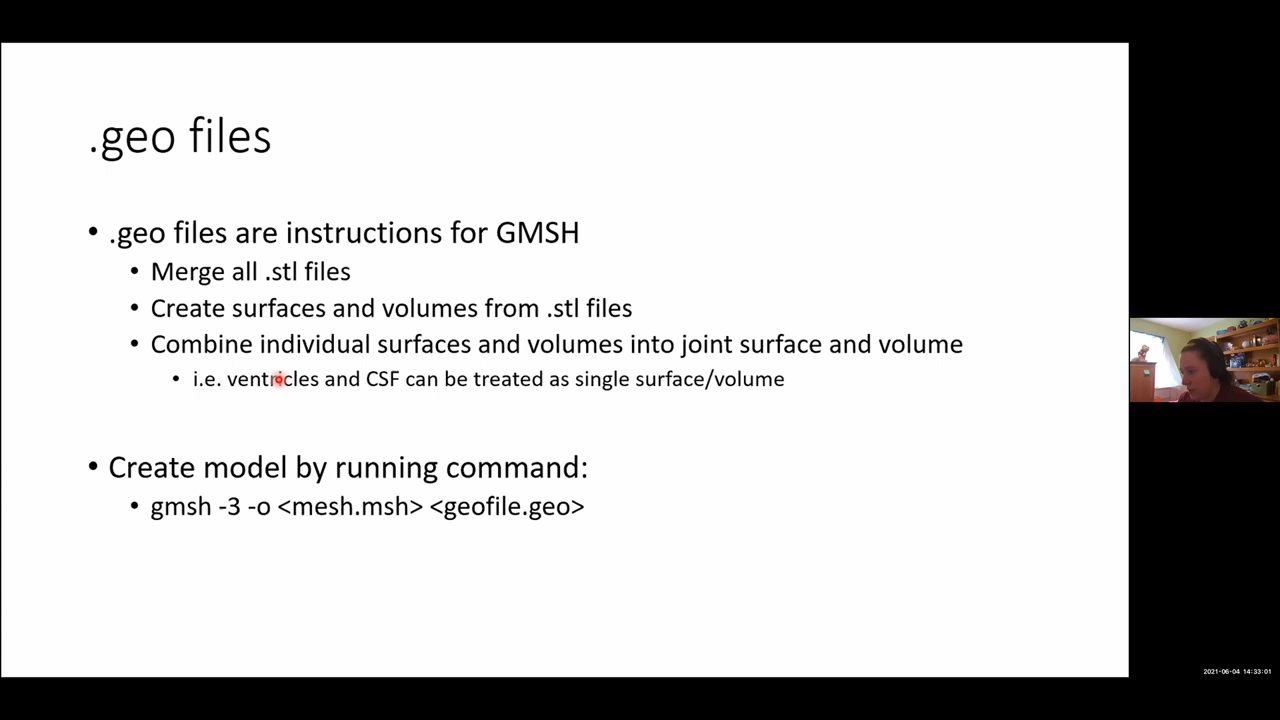 .geo files
• .geo files are instructions for GMSH
• Merge all .stl files
• Create surfaces and volumes from .stl files
• Combine individual surfaces and volumes into joint surface and volume
• i.e. ventricles and CSF can be treated as single surface/volume
• Create model by running command:
• gmsh -3 -o <mesh.msh> <geofile.geo>
2021-06-04 14:33:01